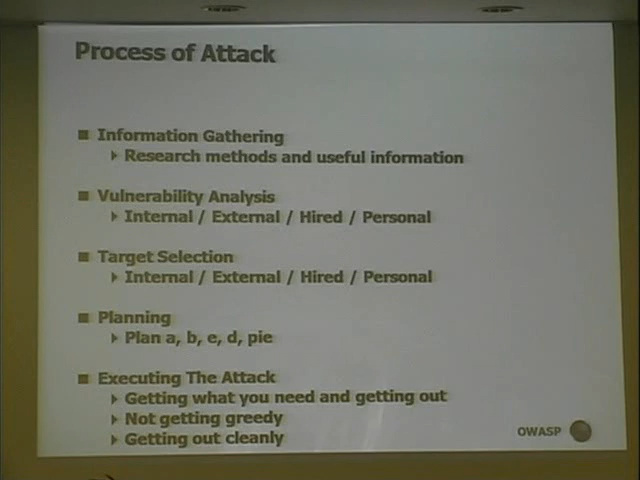 Process of Attack
Information Gathering
Research methods and useful information
Vulnerability Analysis
Internal / External / Hired / Personal
Target Selection
Internal / External / Hired / Personal
Planning
Plan a, b, e, d, pie
Executing The Attack
Getting what you need and getting out
Not getting greedy
Getting out cleanly
OWASP